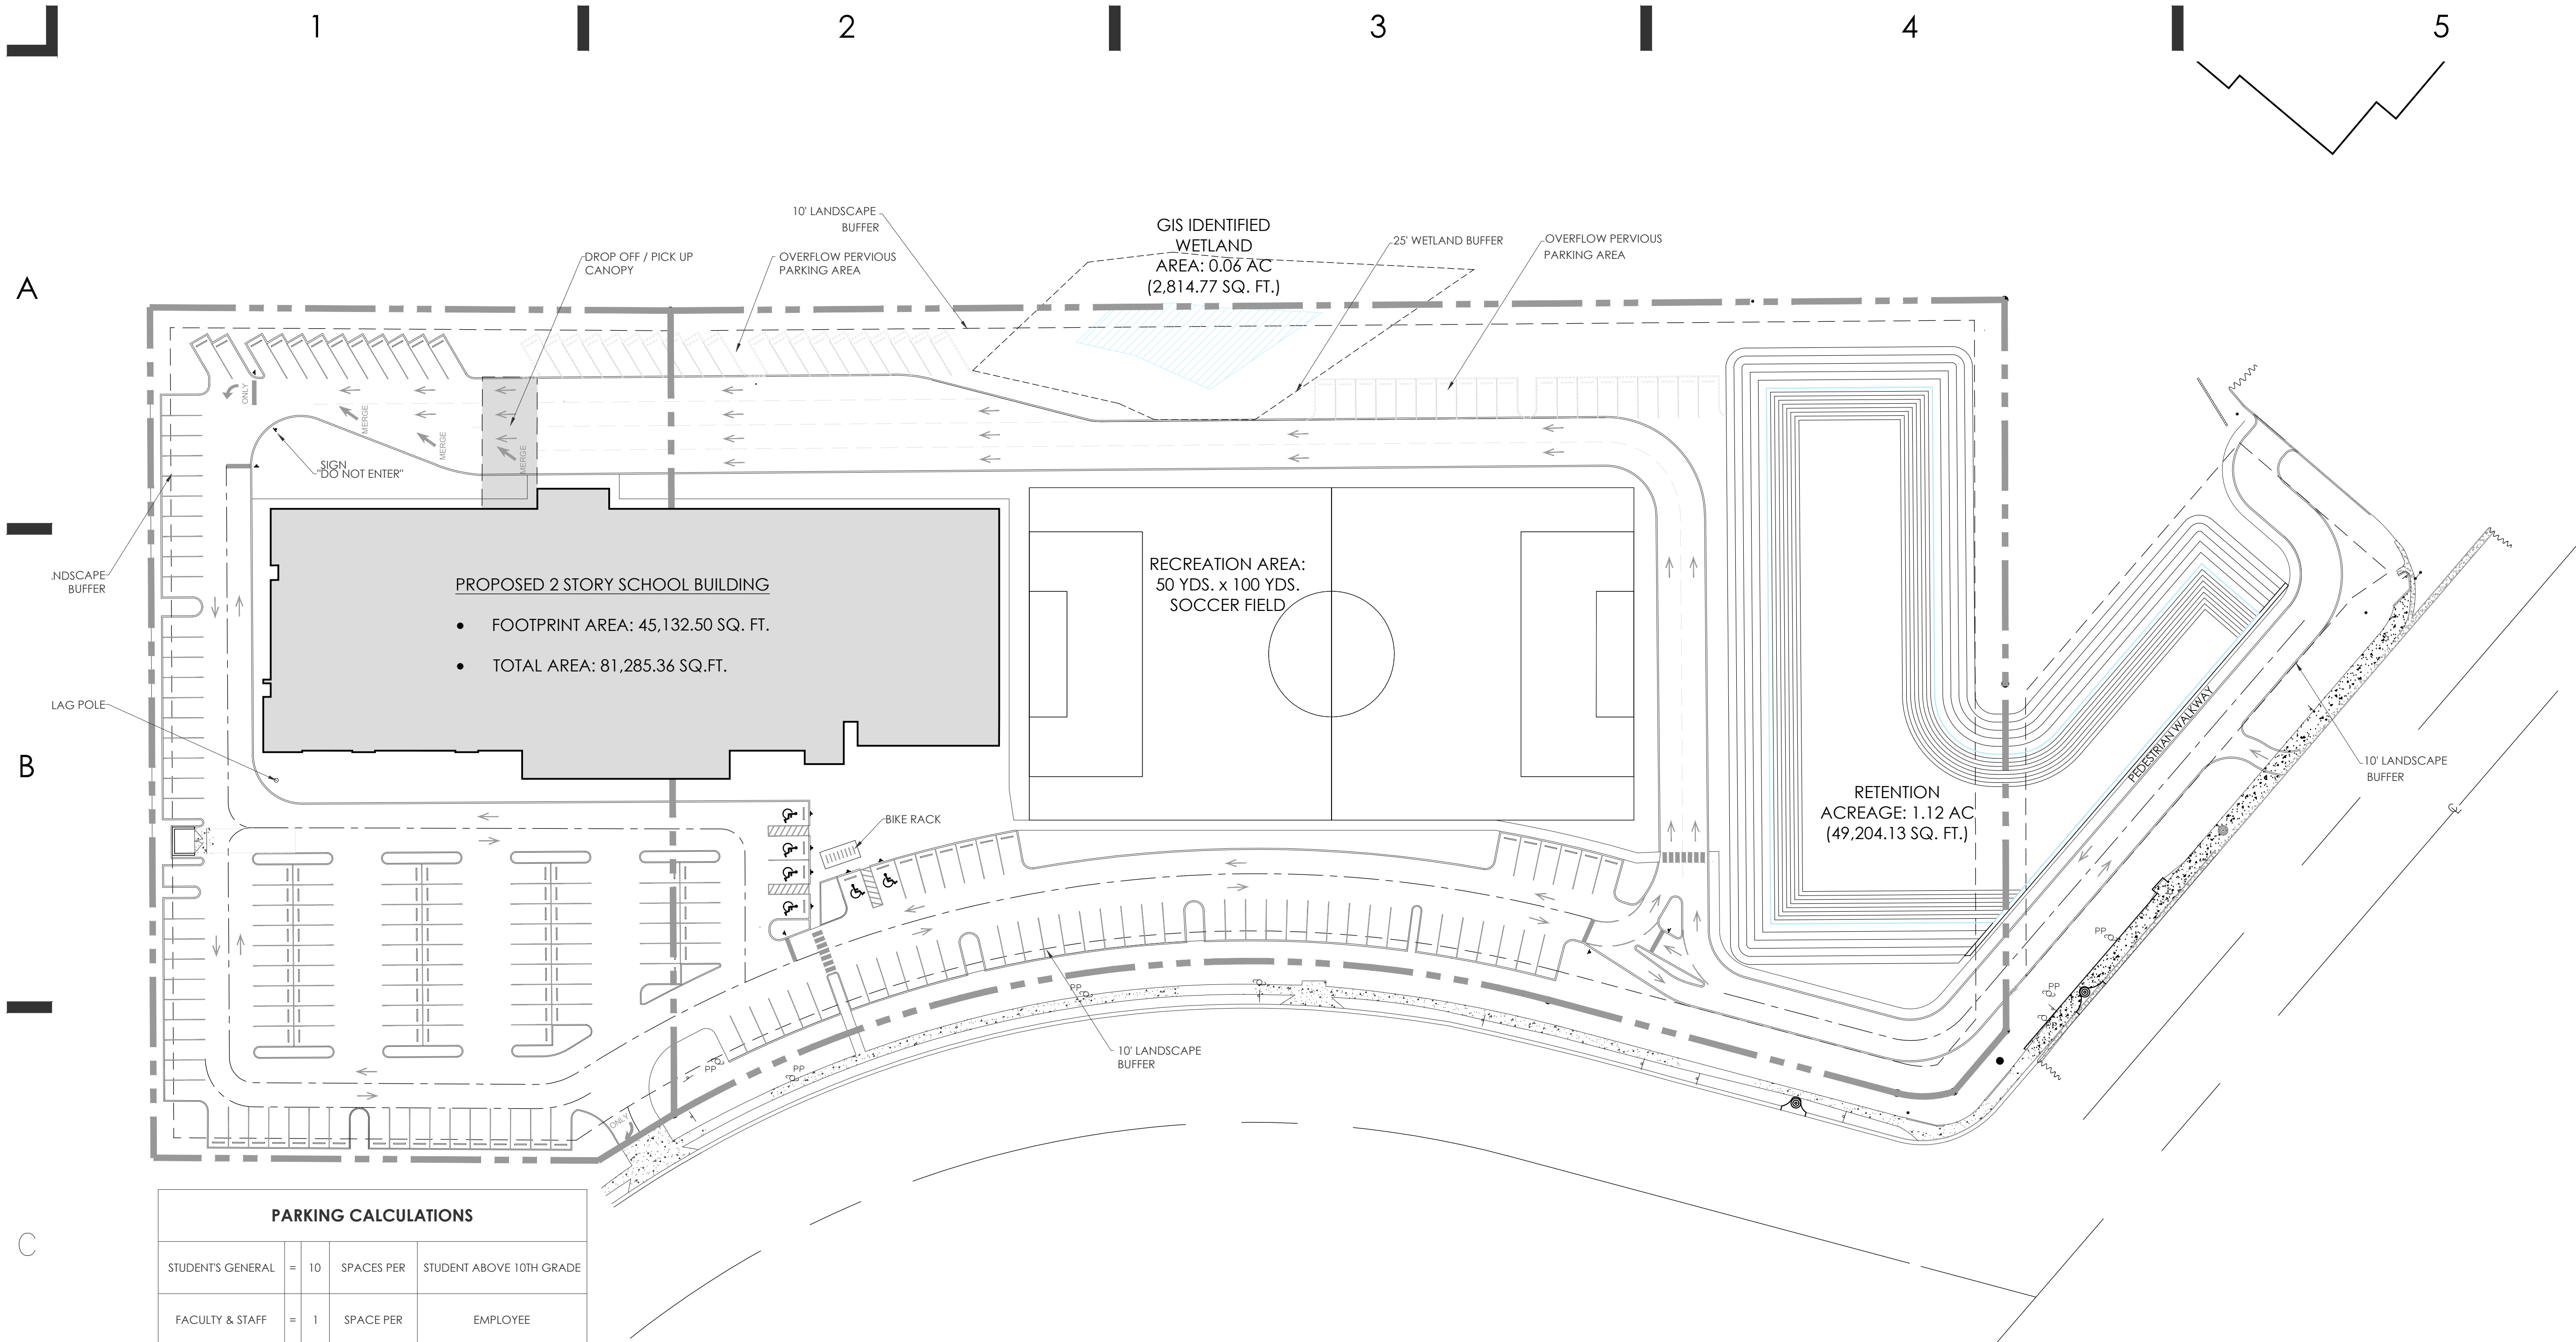 1
2
3
4
5
A
B
C
10' LANDSCAPE
BUFFER
DROP OFF / PICK UP
CANOPY
OVERFLOW PERVIOUS
PARKING AREA
GIS IDENTIFIED
WETLAND
AREA: 0.06 AC
(2,814.77 SQ. FT.)
25' WETLAND BUFFER
OVERFLOW PERVIOUS
PARKING AREA
ONLY
MERGE
MERGE
MERGE
SIGN
"DO NOT ENTER"
NDSCAPE
BUFFER
LAG POLE
PROPOSED 2 STORY SCHOOL BUILDING
• FOOTPRINT AREA: 45,132.50 SQ. FT.
• TOTAL AREA: 81,285.36 SQ.FT.
RECREATION AREA:
50 YDS. x 100 YDS.
SOCCER FIELD
BIKE RACK
RETENTION
ACREAGE: 1.12 AC
(49,204.13 SQ. FT.)
PEDESTRIAN WALKWAY
10' LANDSCAPE
BUFFER
10' LANDSCAPE
BUFFER
PP
PP
PP
PP
PP
PP
ONLY
PARKING CALCULATIONS
STUDENT'S GENERAL = 10 SPACES PER STUDENT ABOVE 10TH GRADE
FACULTY & STAFF = 1 SPACE PER EMPLOYEE